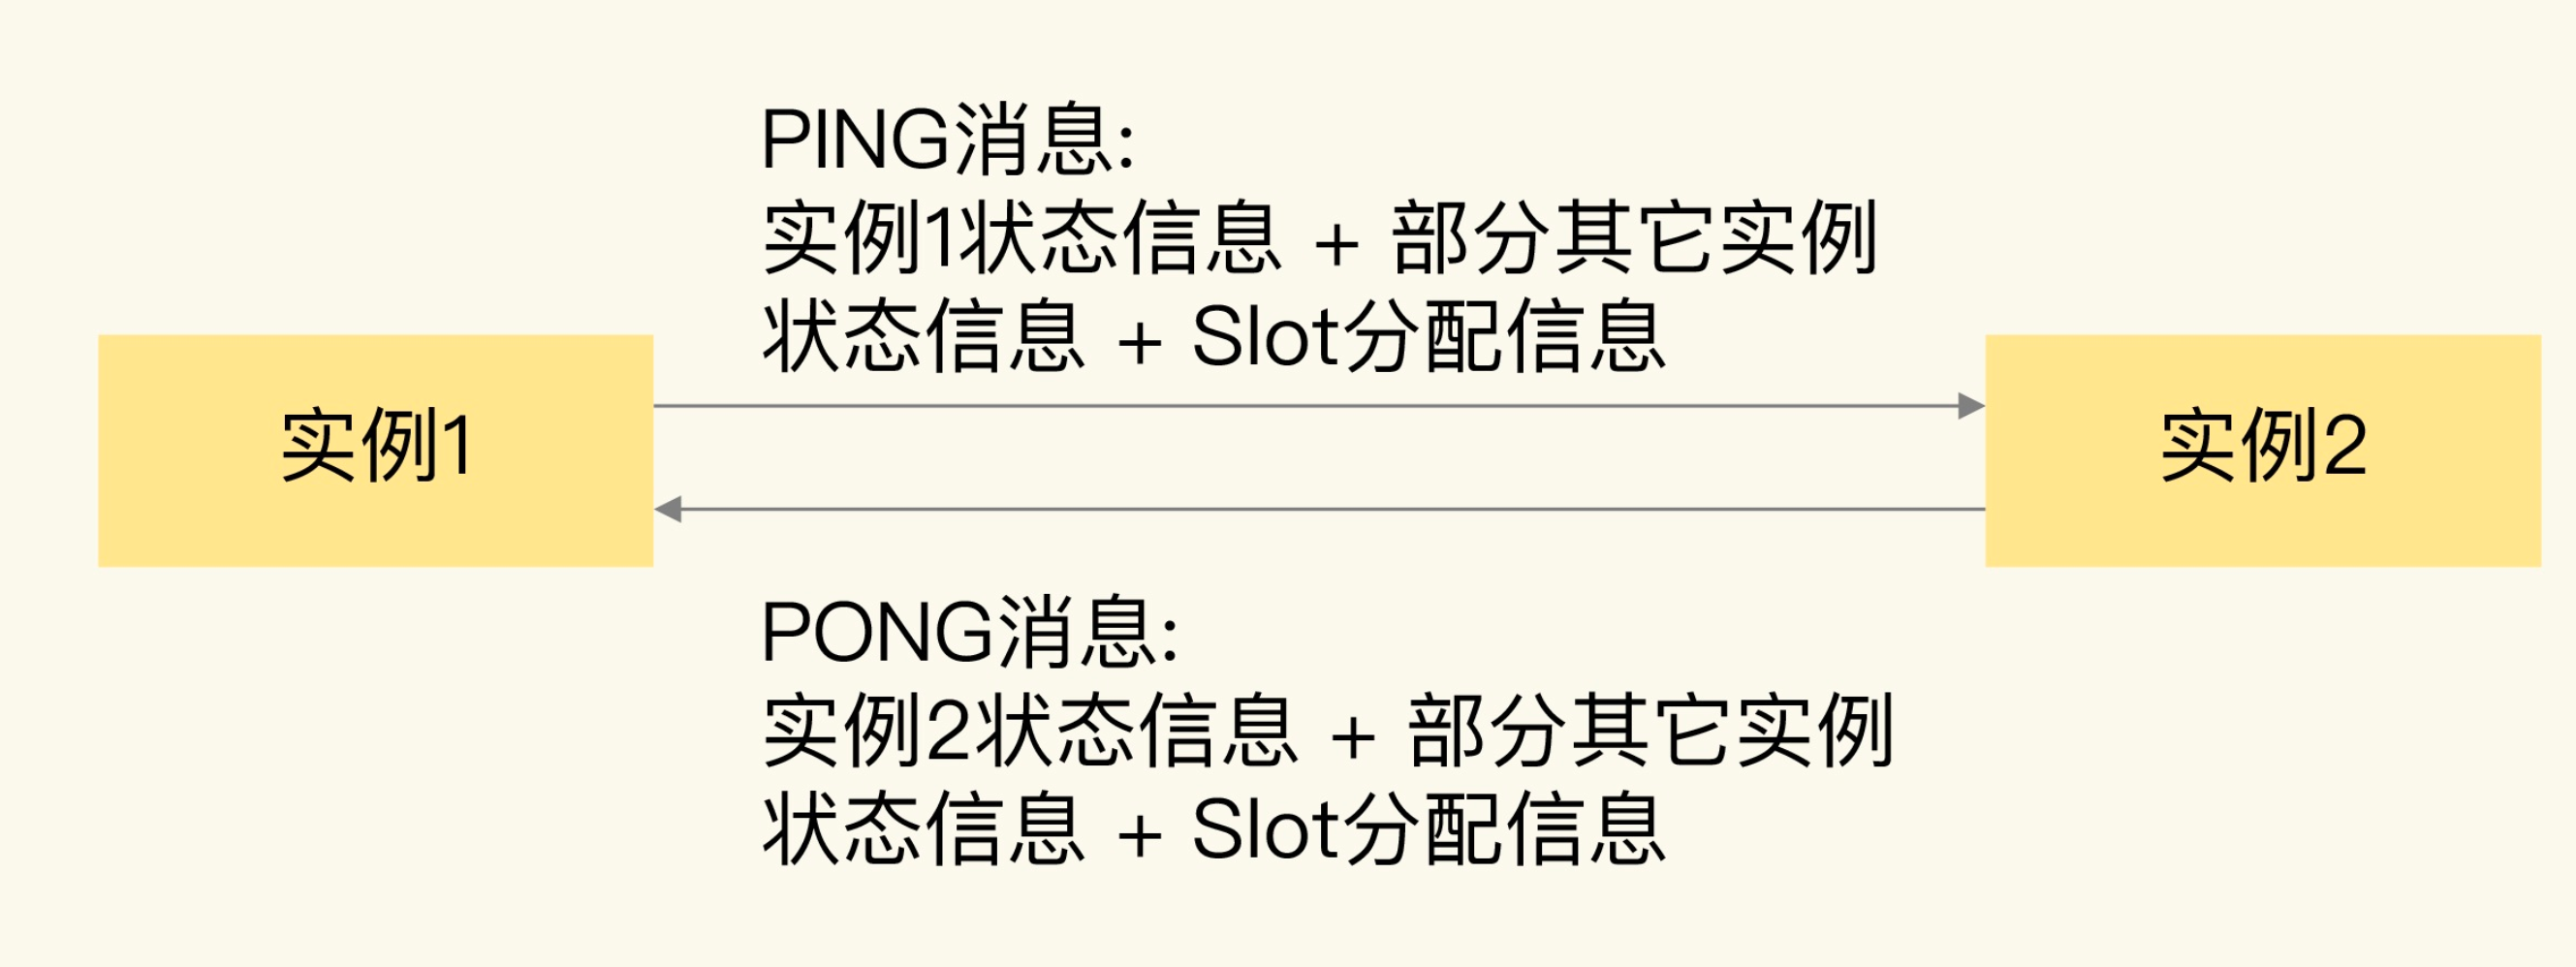 PING消息:
实例1状态信息 + 部分其它实例
状态信息 + Slot分配信息
实例1
实例2
PONG消息:
实例2状态信息 + 部分其它实例
状态信息 + Slot分配信息